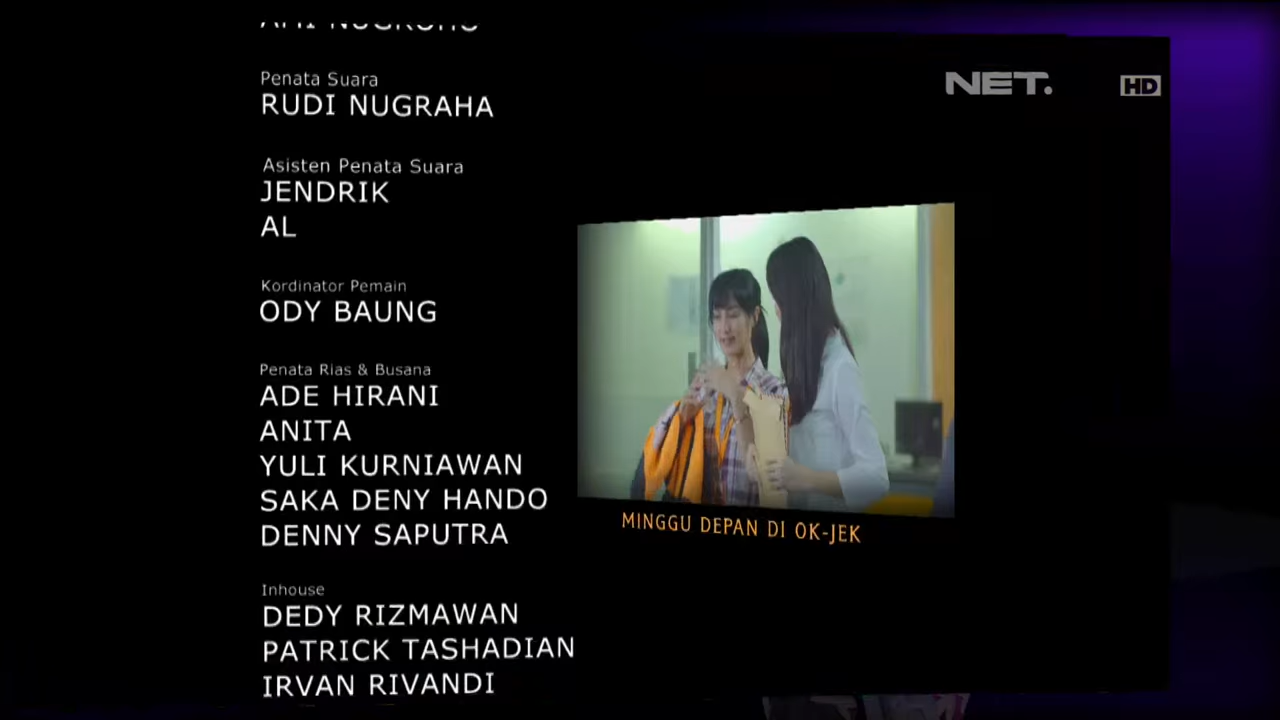 Penata Suara
RUDI NUGRAHA
Asisten Penata Suara
JENDRIK
AL
Kordinator Pemain
ODY BAUNG
Penata Rias & Busana
ADE HIRANI
ANITA
YULI KURNIAWAN
SAKA DENY HANDO
DENNY SAPUTRA
Inhouse
DEDY RIZMAWAN
PATRICK TASHADIAN
IRVAN RIVANDI
NET.
HD
MINGGU DEPAN DI OK-JEK